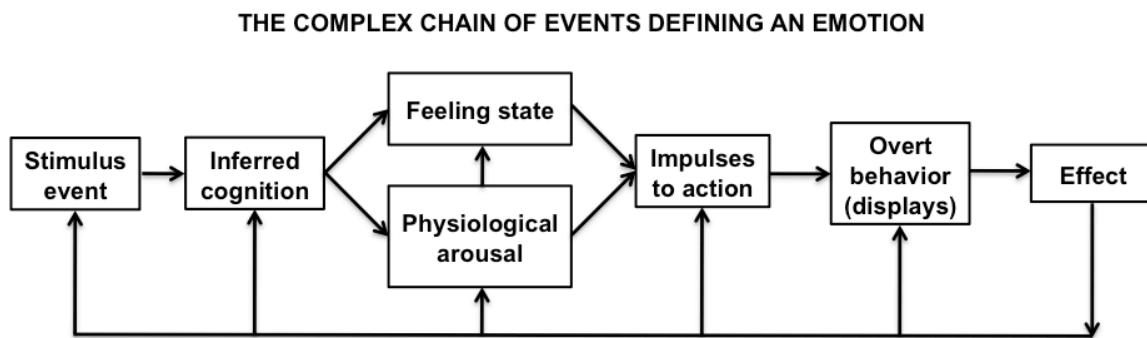 THE COMPLEX CHAIN OF EVENTS DEFINING AN EMOTION
Stimulus
event
Inferred
cognition
Feeling state
Physiological
arousal
Impulses
to action
Overt
behavior
(displays)
Effect